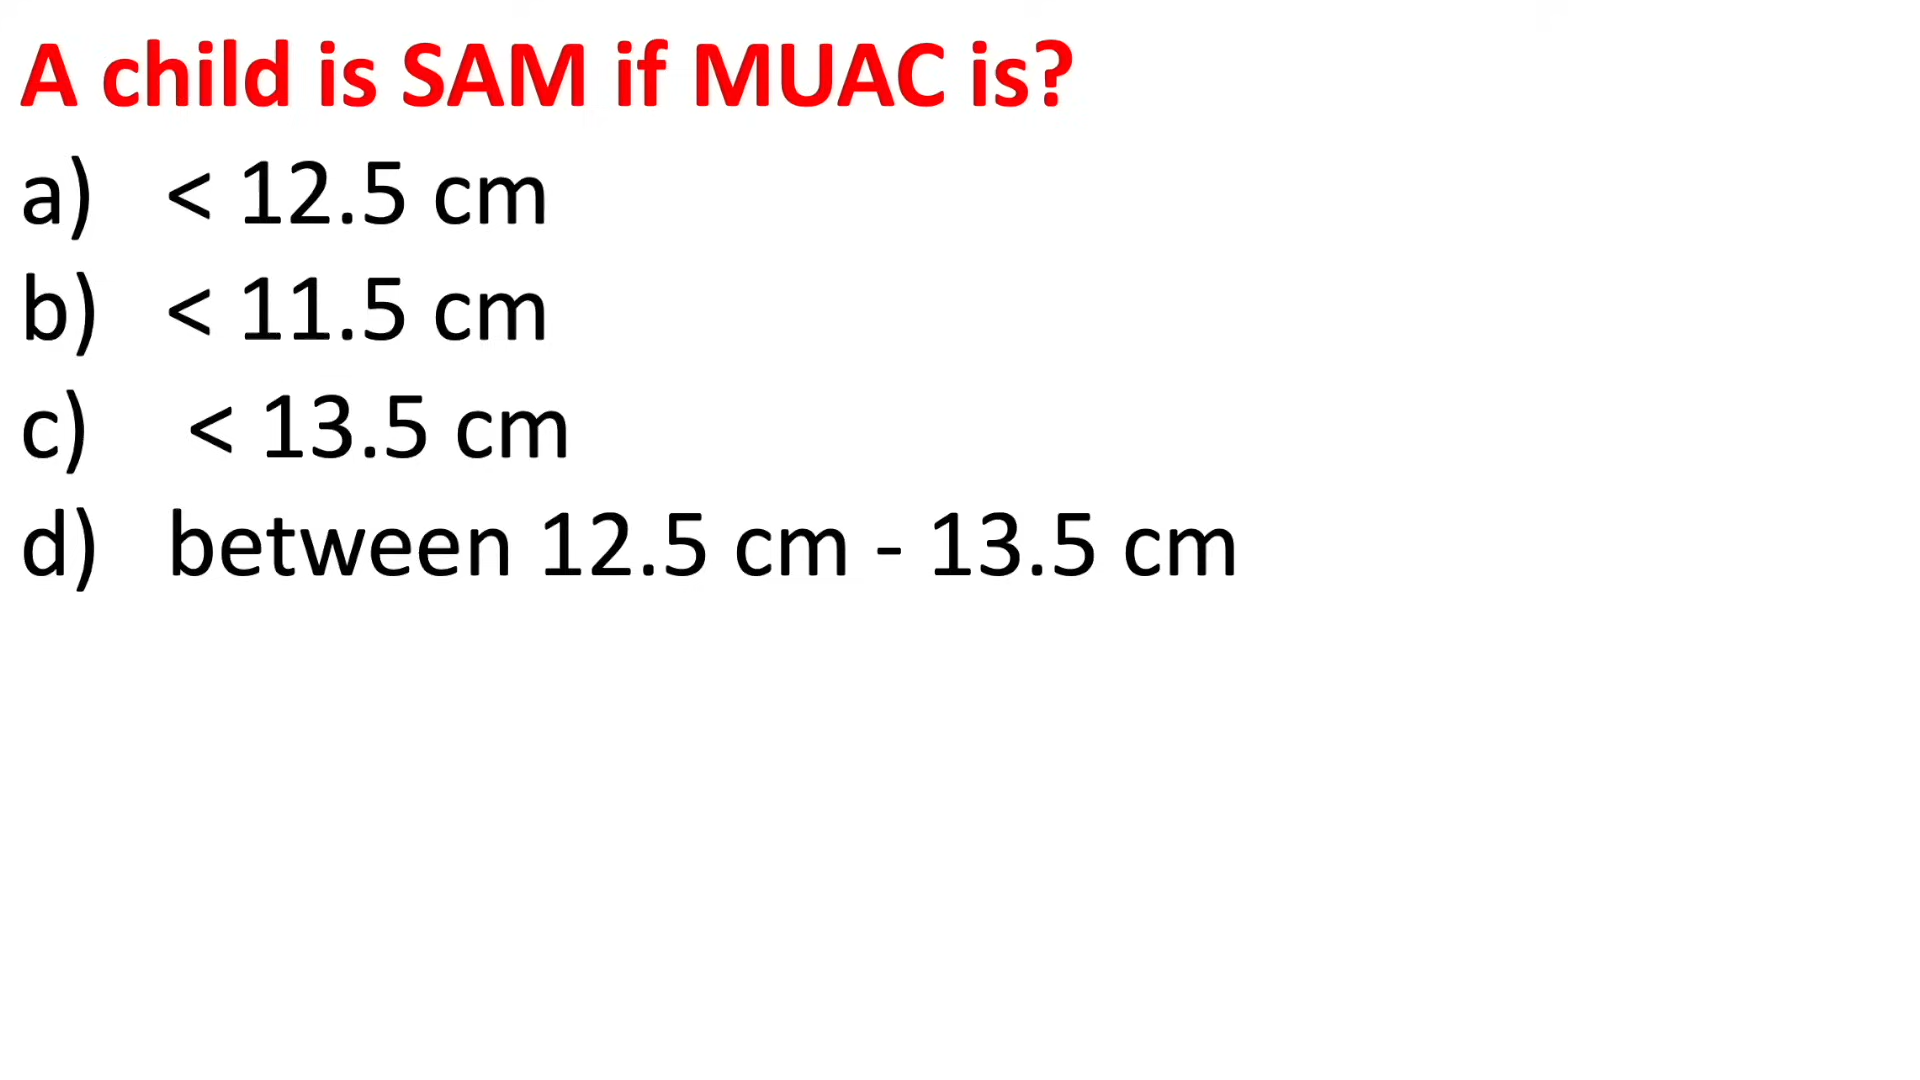 A child is SAM if MUAC is?
a) < 12.5 cm
b) < 11.5 cm
c) < 13.5 cm
d) between 12.5 cm - 13.5 cm